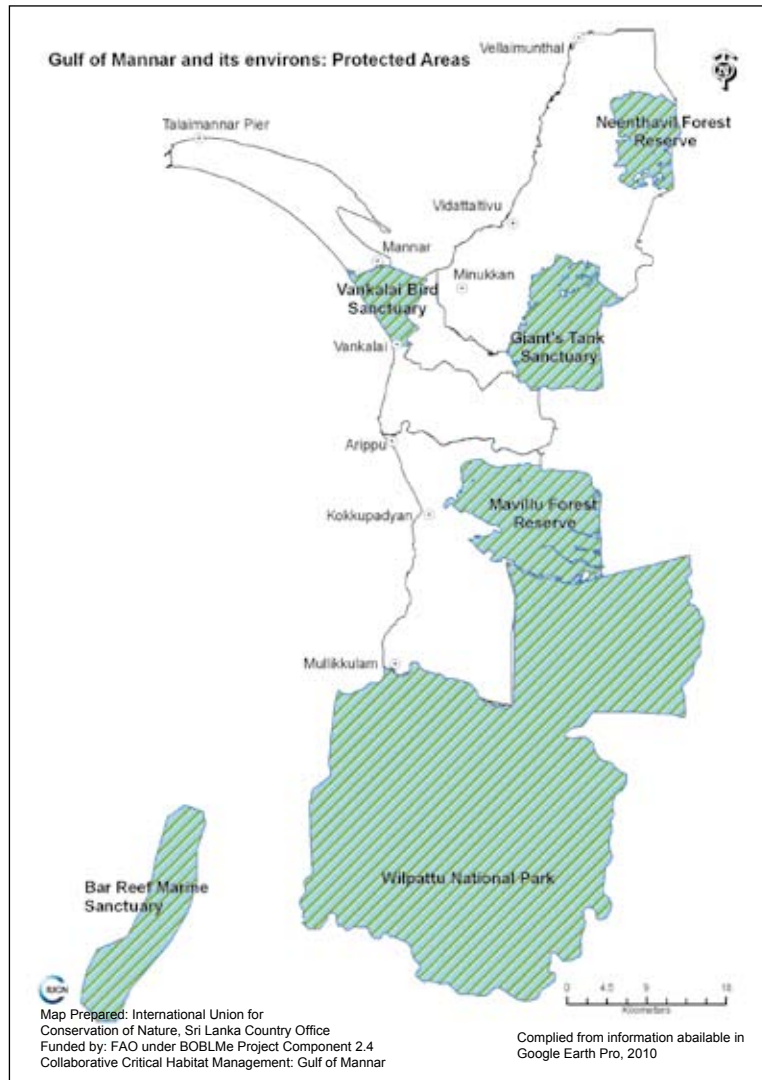 Gulf of Mannar and its environs: Protected Areas
Vellaimunthal
Neenthavil Forest
Reserve
Talaimannar Pier
Vidattaltivu
Mannar
Minukkan
Vankalai Bird
Sanctuary
Giant's Tank
Sanctuary
Vankalai
Arippu
Mavillu Forest
Reserve
Kokkupadyan
Mullikkulam
Wilpattu National Park
Bar Reef Marine
Sanctuary
IUCN
0 4.5 9 18
Kilometers
Map Prepared: International Union for
Conservation of Nature, Sri Lanka Country Office
Funded by: FAO under BOBLMe Project Component 2.4
Collaborative Critical Habitat Management: Gulf of Mannar
Complied from information abailable in
Google Earth Pro, 2010